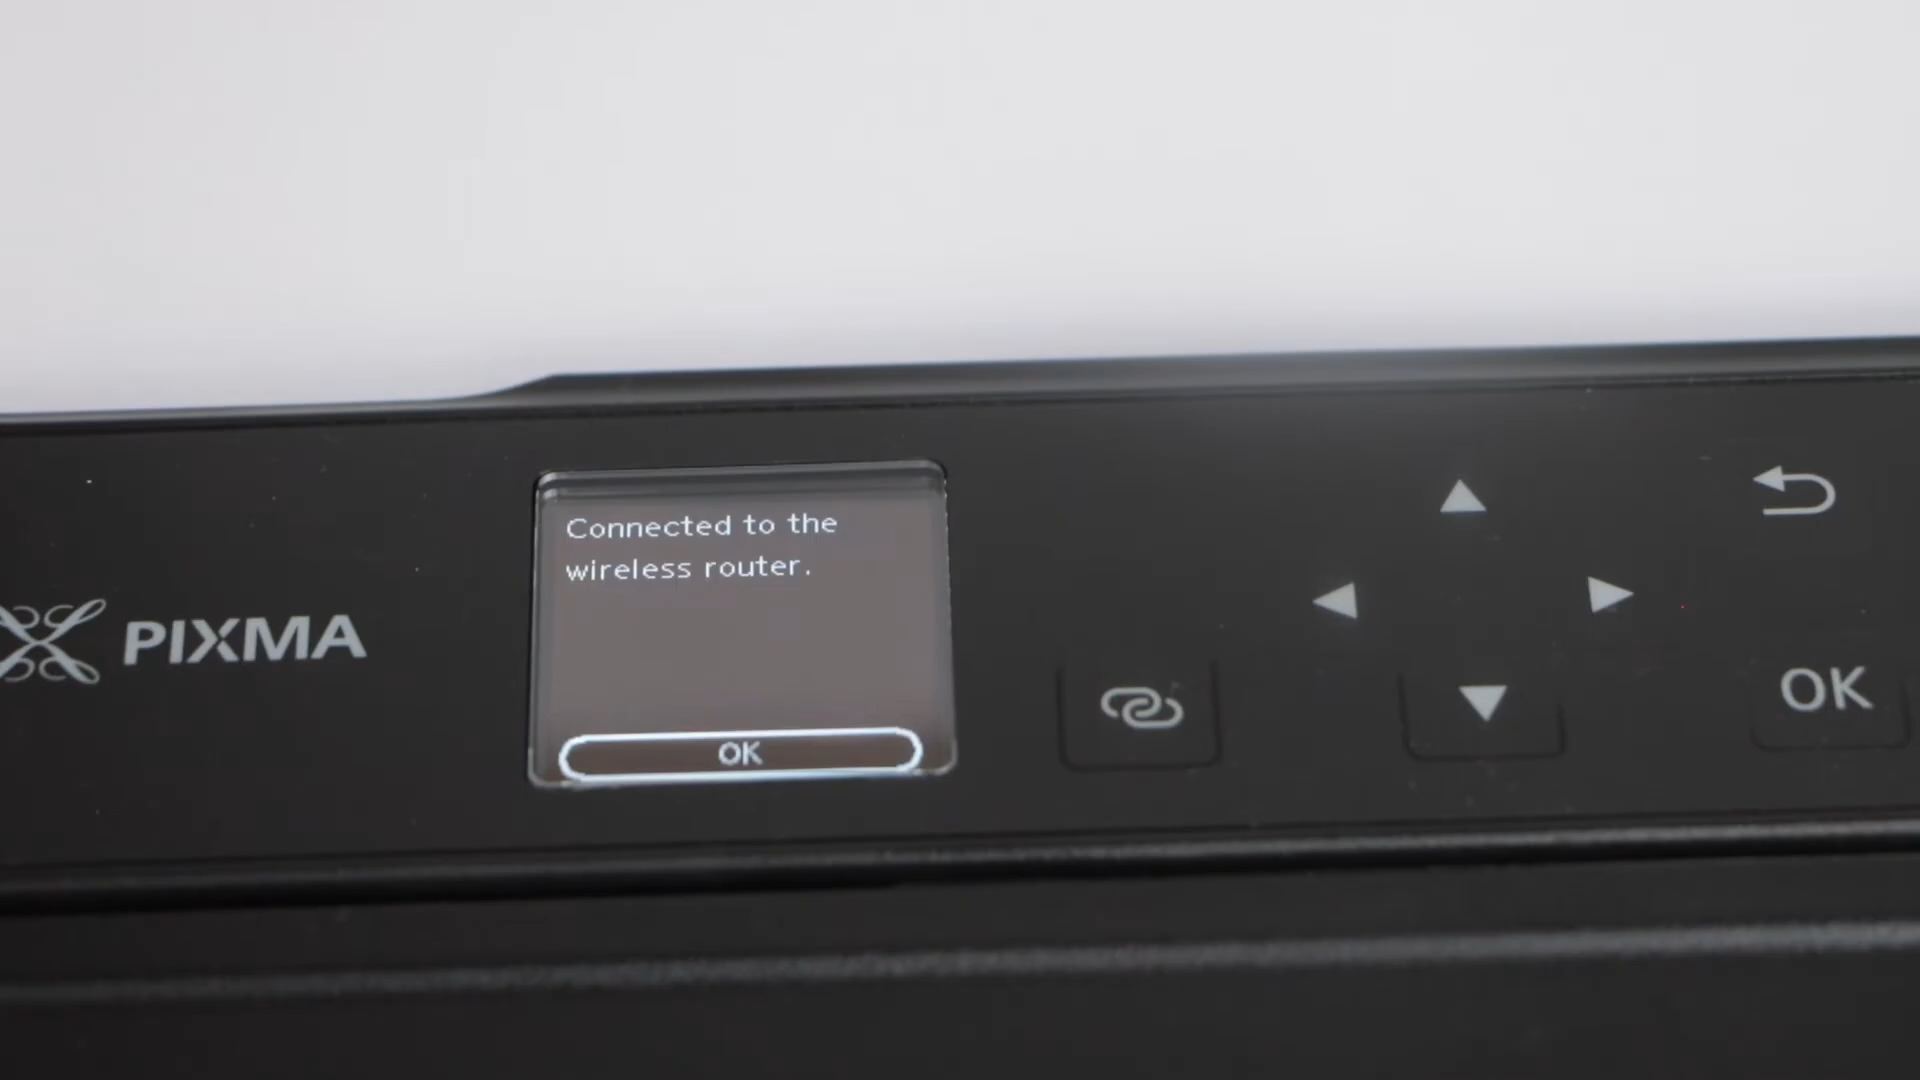 Connected to the
wireless router.
OK
PIXMA
OK